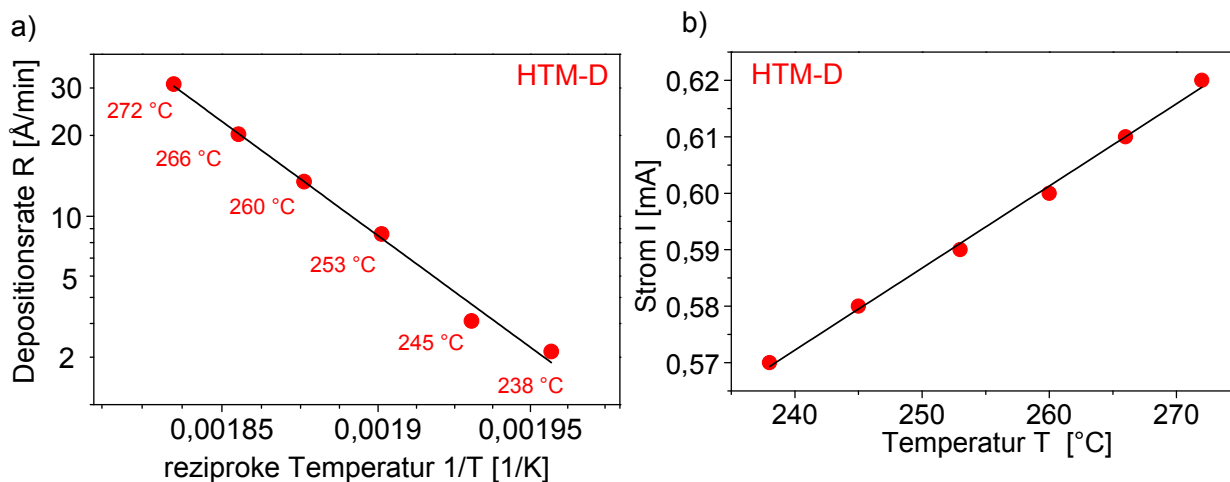 a)
HTM-D
Depositionsrate R [Å/min]
30
20
10
5
2
272 °C
266 °C
260 °C
253 °C
245 °C
238 °C
0,00185
0,0019
0,00195
reziproke Temperatur 1/T [1/K]
b)
HTM-D
Strom I [mA]
0,62
0,61
0,60
0,59
0,58
0,57
240
250
260
270
Temperatur T [°C]